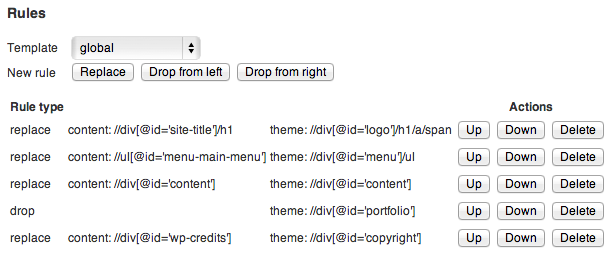 Rules
Template global
New rule Replace Drop from left Drop from right
Rule type Actions
replace content: //div[@id='site-title']/h1 theme: //div[@id='logo']/h1/a/span Up Down Delete
replace content: //ul[@id='menu-main-menu'] theme: //div[@id='menu']/ul Up Down Delete
replace content: //div[@id='content'] theme: //div[@id='content'] Up Down Delete
drop theme: //div[@id='portfolio'] Up Down Delete
replace content: //div[@id='wp-credits'] theme: //div[@id='copyright'] Up Down Delete